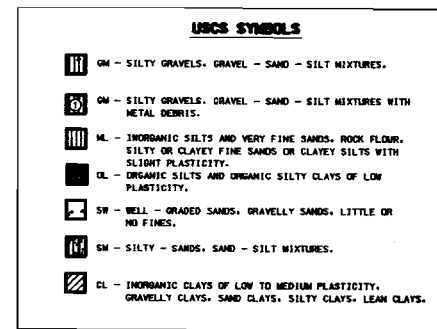 USCS SYMBOLS
GM - SILTY GRAVELS. GRAVEL - SAND - SILT MIXTURES.
GM - SILTY GRAVELS. GRAVEL - SAND - SILT MIXTURES WITH
METAL DEBRIS.
ML - INORGANIC SILTS AND VERY FINE SANDS. ROCK FLOUR.
SILTY OR CLAYEY FINE SANDS OR CLAYEY SILTS WITH
SLIGHT PLASTICITY.
OL - ORGANIC SILTS AND ORGANIC SILTY CLAYS OF LOW
PLASTICITY.
SW - WELL - GRADED SANDS. GRAVELLY SANDS. LITTLE OR
NO FINES.
SM - SILTY - SANDS. SAND - SILT MIXTURES.
CL - INORGANIC CLAYS OF LOW TO MEDIUM PLASTICITY.
GRAVELLY CLAYS. SAND CLAYS. SILTY CLAYS. LEAN CLAYS.